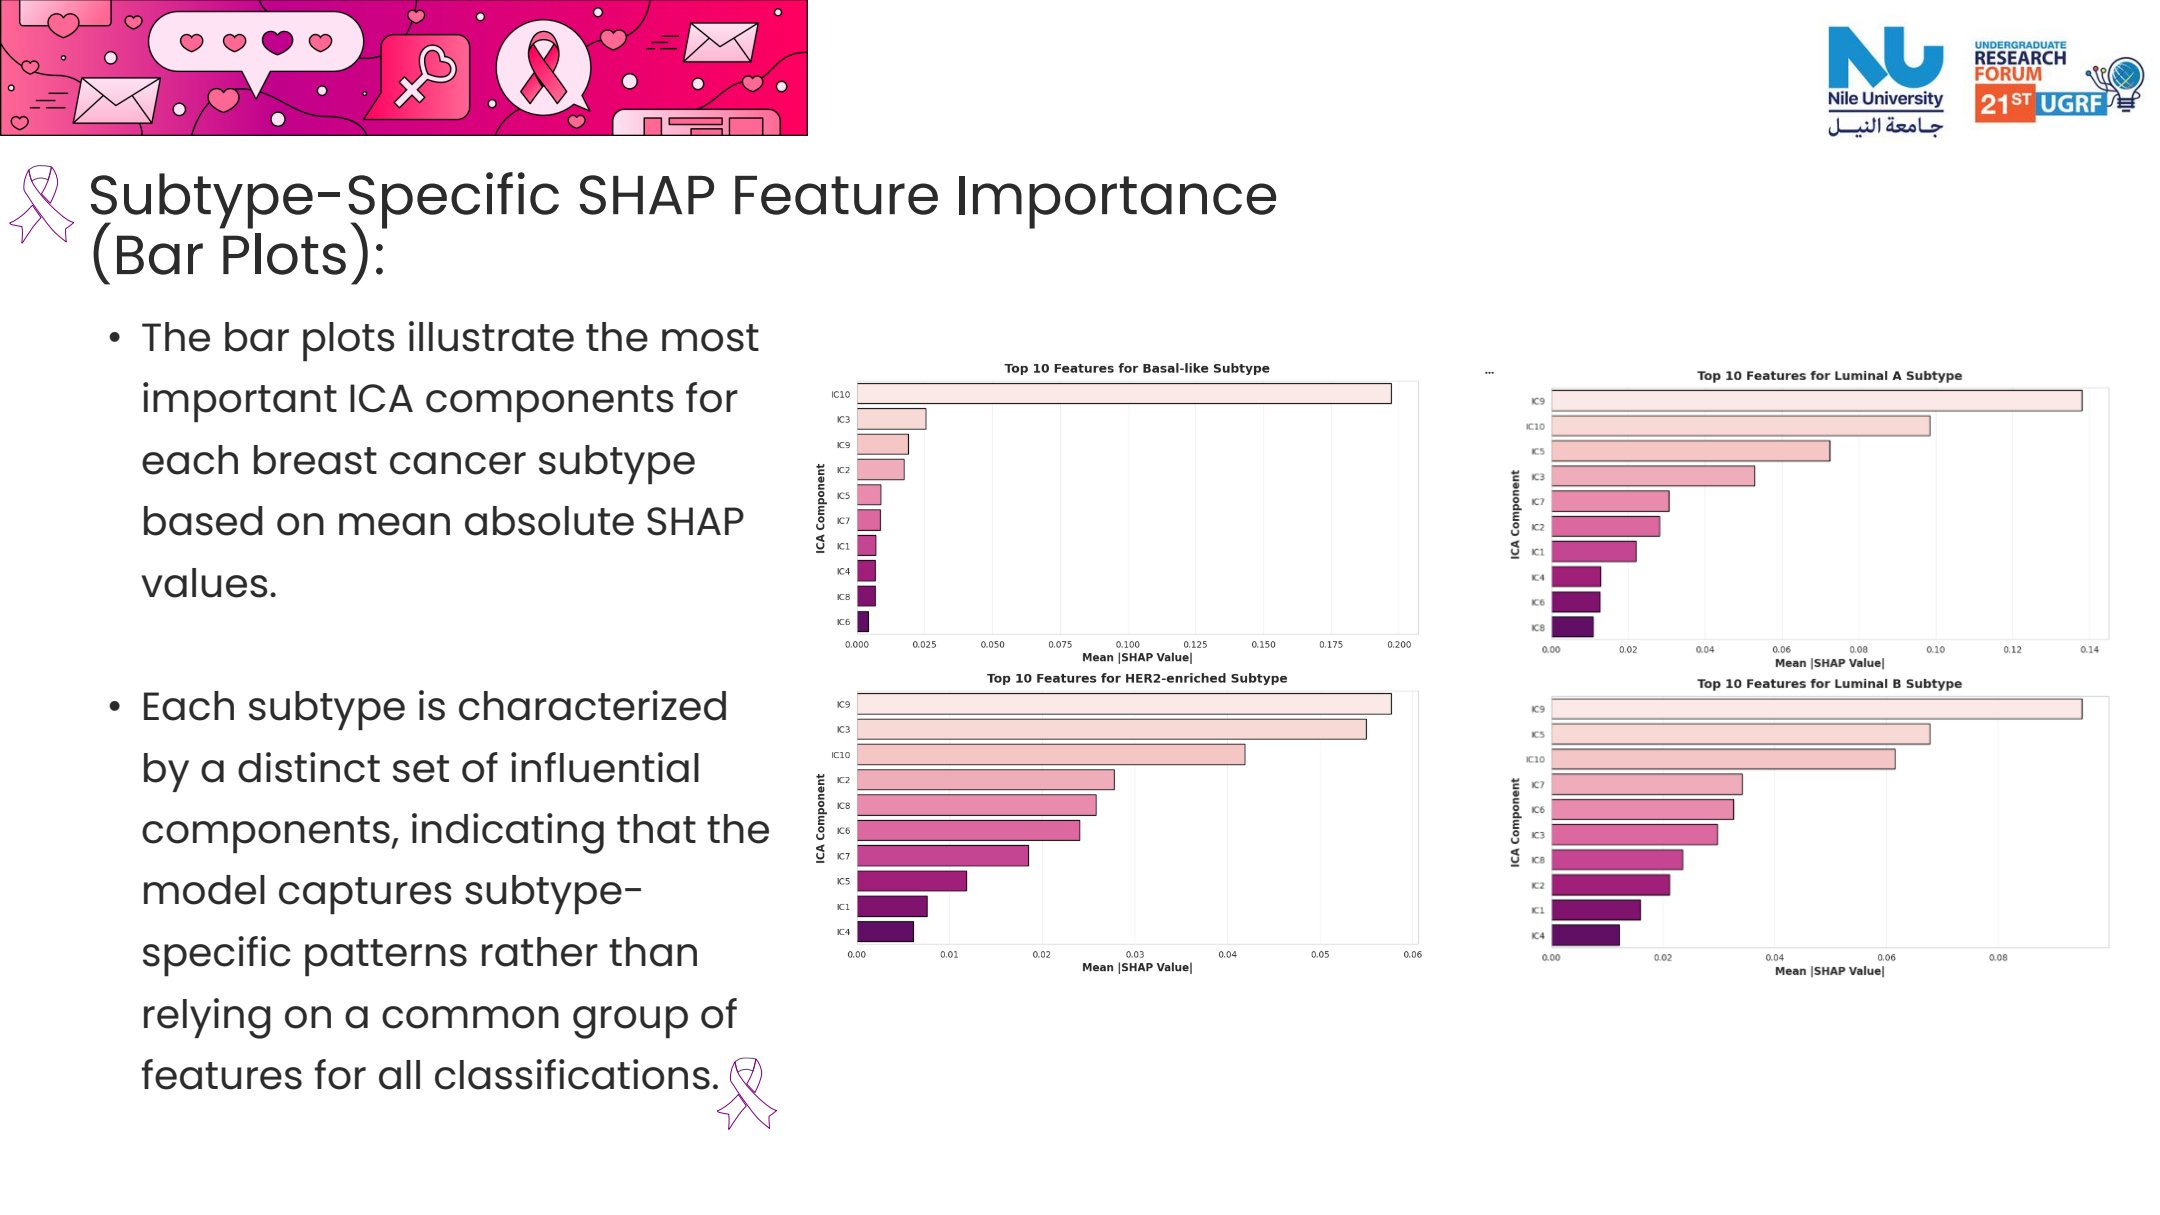 Nile University
جامعة النيل
UNDERGRADUATE
RESEARCH
FORUM
21ST UGRF
Subtype-Specific SHAP Feature Importance
(Bar Plots):
• The bar plots illustrate the most
important ICA components for
each breast cancer subtype
based on mean absolute SHAP
values.
• Each subtype is characterized
by a distinct set of influential
components, indicating that the
model captures subtype-
specific patterns rather than
relying on a common group of
features for all classifications.
Top 10 Features for Basal-like Subtype
ICA Component
IC10
IC3
IC9
IC2
IC5
IC7
IC1
IC4
IC8
IC6
0.000 0.025 0.050 0.075 0.100 0.125 0.150 0.175 0.200
Mean |SHAP Value|
...
Top 10 Features for Luminal A Subtype
ICA Component
IC9
IC10
IC5
IC3
IC7
IC2
IC1
IC4
IC6
IC8
0.00 0.02 0.04 0.06 0.08 0.10 0.12 0.14
Mean |SHAP Value|
Top 10 Features for HER2-enriched Subtype
ICA Component
IC9
IC3
IC10
IC2
IC8
IC6
IC7
IC5
IC1
IC4
0.00 0.01 0.02 0.03 0.04 0.05 0.06
Mean |SHAP Value|
Top 10 Features for Luminal B Subtype
ICA Component
IC9
IC5
IC10
IC7
IC6
IC3
IC8
IC2
IC1
IC4
0.00 0.02 0.04 0.06 0.08
Mean |SHAP Value|